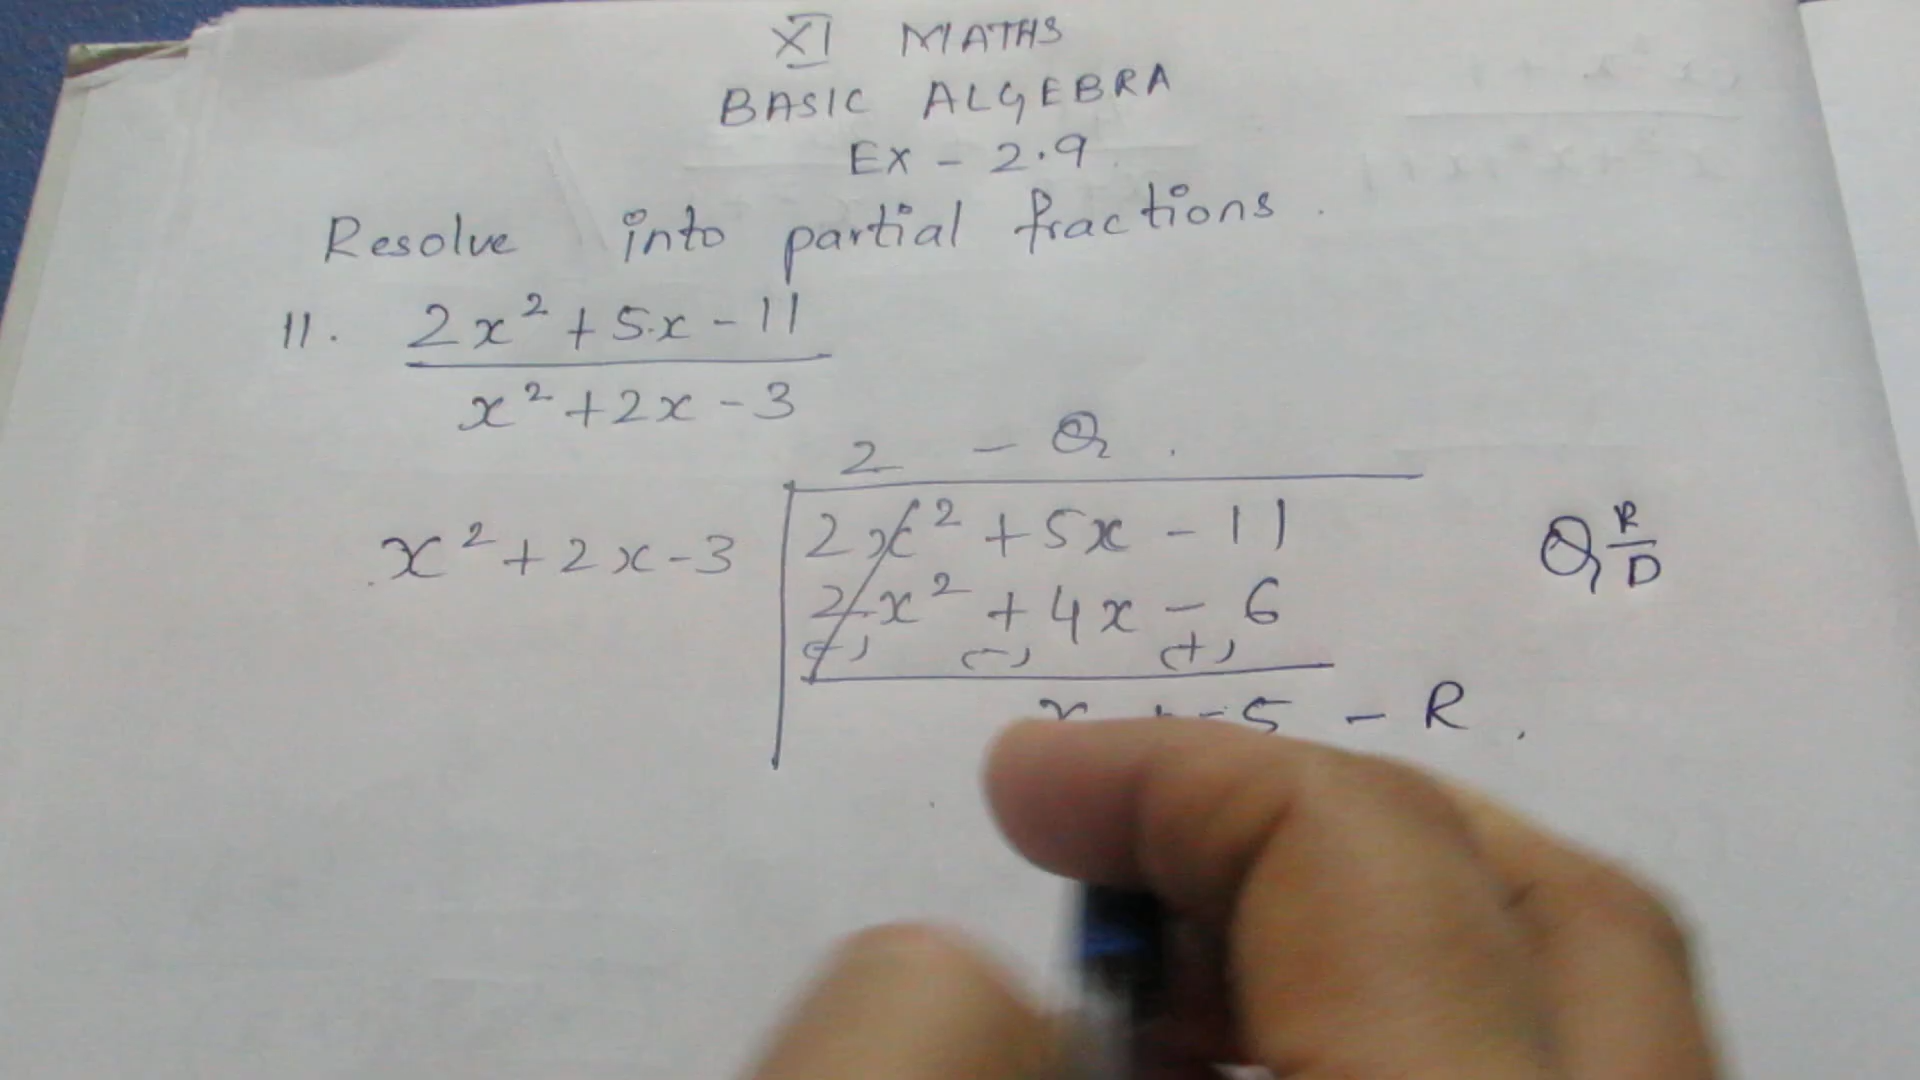 XI MATHS
BASIC ALGEBRA
EX - 2.9
Resolve into partial fractions.
11. 2x² + 5x - 11
x² + 2x - 3
2 - Q.
x² + 2x - 3 2x² + 5x - 11 Q R/D
2x² + 4x - 6
(-) (-) (+)
x - 5 - R.